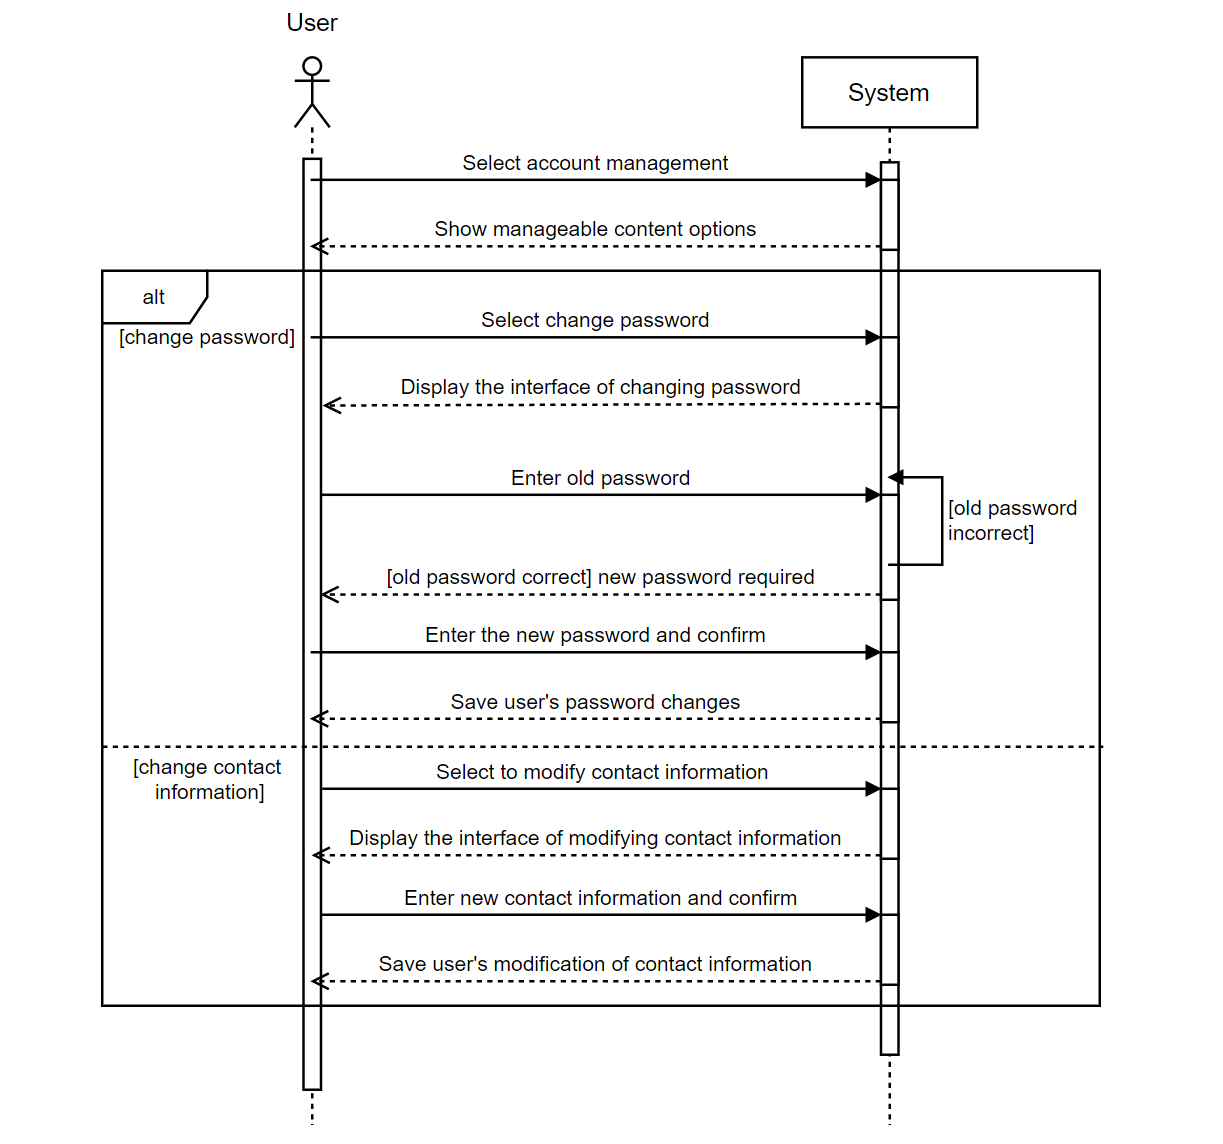 User
System
Select account management
Show manageable content options
alt
[change password]
Select change password
Display the interface of changing password
Enter old password
[old password
incorrect]
[old password correct] new password required
Enter the new password and confirm
Save user's password changes
[change contact
information]
Select to modify contact information
Display the interface of modifying contact information
Enter new contact information and confirm
Save user's modification of contact information